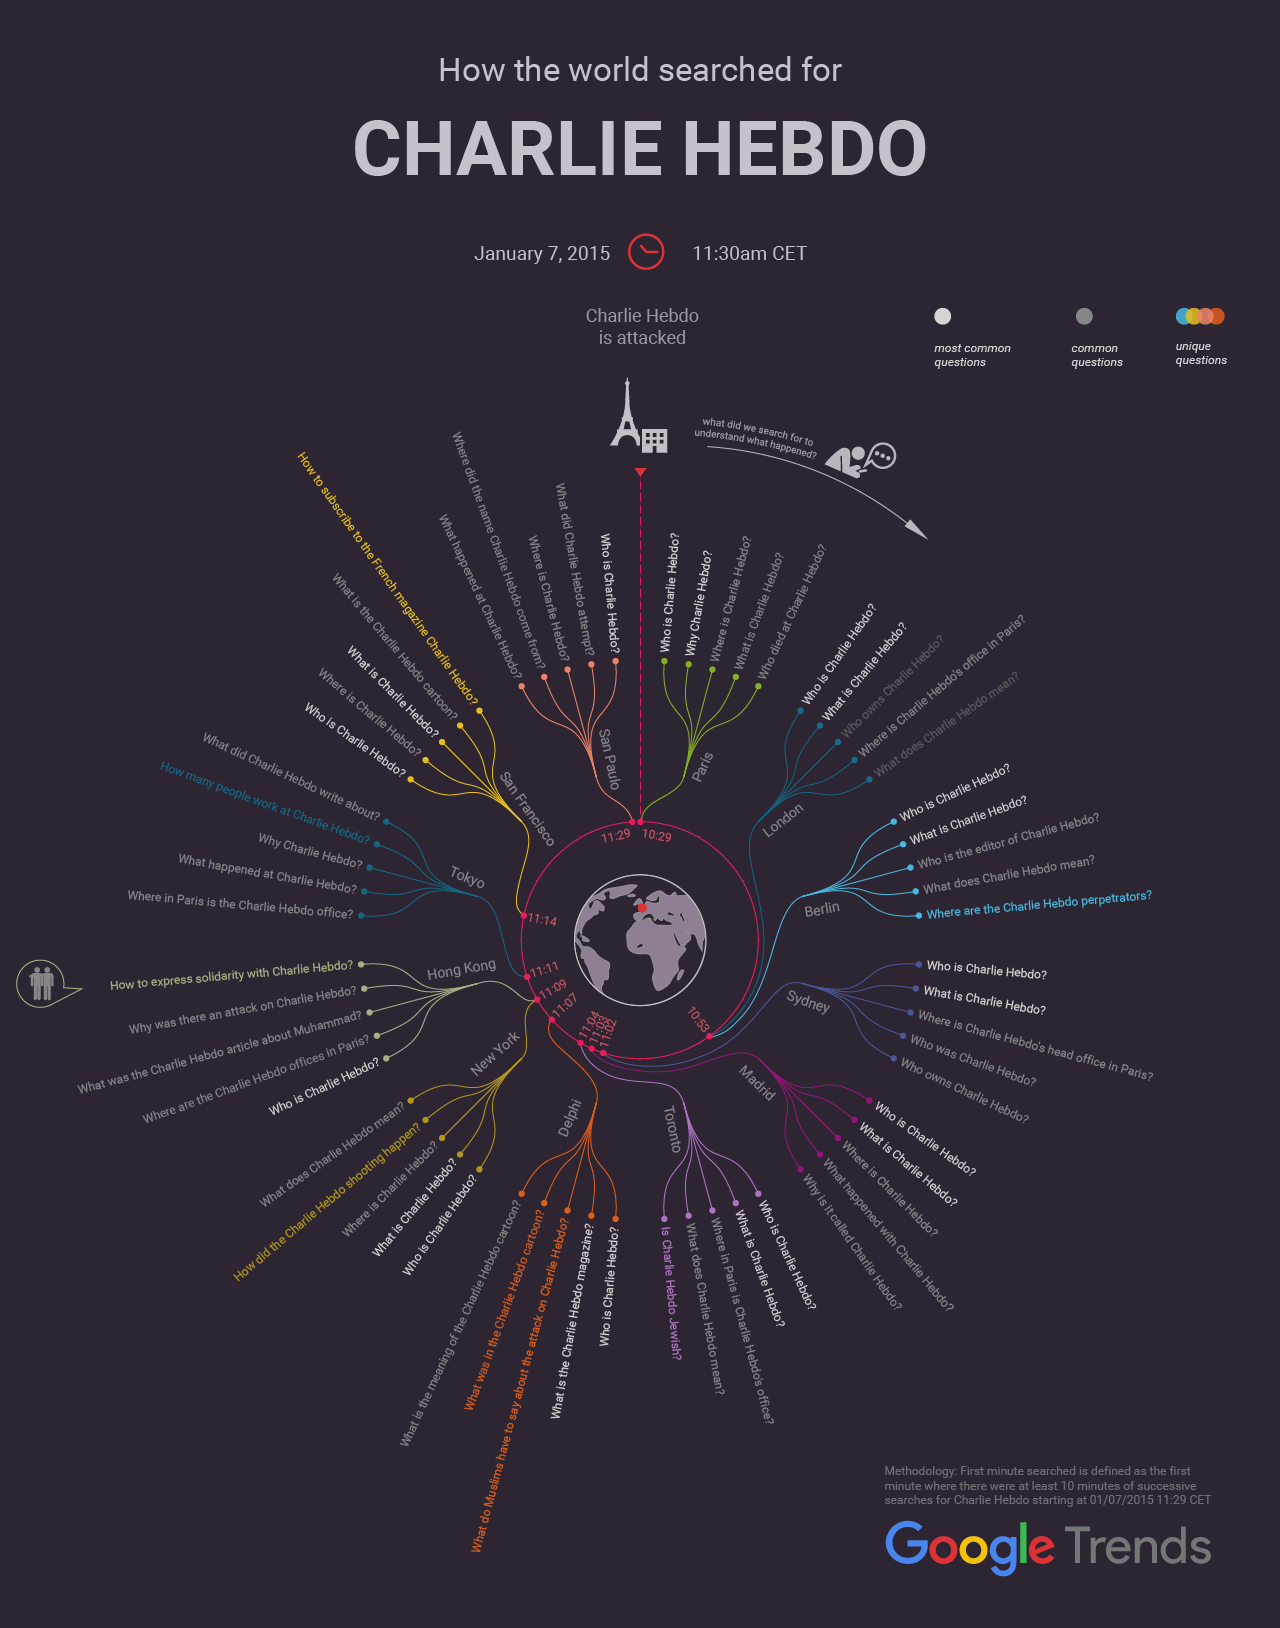 How the world searched for
CHARLIE HEBDO
January 7, 2015
11:30am CET
Charlie Hebdo
is attacked
most common
questions
common
questions
unique
questions
what did we search for to
understand what happened?
10:29
Paris
Who is Charlie Hebdo?
Why Charlie Hebdo?
Where is Charlie Hebdo?
What is Charlie Hebdo?
Who died at Charlie Hebdo?
10:53
London
Who is Charlie Hebdo?
What is Charlie Hebdo?
Who owns Charlie Hebdo?
Where is Charlie Hebdo's office in Paris?
What does Charlie Hebdo mean?
Berlin
Who is Charlie Hebdo?
What is Charlie Hebdo?
Who is the editor of Charlie Hebdo?
What does Charlie Hebdo mean?
Where are the Charlie Hebdo perpetrators?
11:02
Sydney
Who is Charlie Hebdo?
What is Charlie Hebdo?
Where is Charlie Hebdo's head office in Paris?
Who was Charlie Hebdo?
Who owns Charlie Hebdo?
11:03
Madrid
Who is Charlie Hebdo?
What is Charlie Hebdo?
Where is Charlie Hebdo?
What happened with Charlie Hebdo?
Why is it called Charlie Hebdo?
11:04
Toronto
Who is Charlie Hebdo?
What is Charlie Hebdo?
Where in Paris is Charlie Hebdo's office?
What does Charlie Hebdo mean?
Is Charlie Hebdo Jewish?
11:07
Delphi
Who is Charlie Hebdo?
What is the Charlie Hebdo magazine?
What do Muslims have to say about the attack on Charlie Hebdo?
What was in the Charlie Hebdo cartoon?
What is the meaning of the Charlie Hebdo cartoon?
11:09
New York
Who is Charlie Hebdo?
What is Charlie Hebdo?
Where is Charlie Hebdo?
How did the Charlie Hebdo shooting happen?
What does Charlie Hebdo mean?
Hong Kong
Who is Charlie Hebdo?
Where are the Charlie Hebdo offices in Paris?
What was the Charlie Hebdo article about Muhammad?
Why was there an attack on Charlie Hebdo?
How to express solidarity with Charlie Hebdo?
11:11
Tokyo
Where in Paris is the Charlie Hebdo office?
What happened at Charlie Hebdo?
Why Charlie Hebdo?
How many people work at Charlie Hebdo?
What did Charlie Hebdo write about?
11:14
San Francisco
Who is Charlie Hebdo?
Where is Charlie Hebdo?
What is Charlie Hebdo?
What is the Charlie Hebdo cartoon?
How to subscribe to the French magazine Charlie Hebdo?
11:29
San Paulo
What happened at Charlie Hebdo?
Where did the name Charlie Hebdo come from?
Where is Charlie Hebdo?
What did Charlie Hebdo attempt?
Who is Charlie Hebdo?
Methodology: First minute searched is defined as the first
minute where there were at least 10 minutes of successive
searches for Charlie Hebdo starting at 01/07/2015 11:29 CET
Google Trends